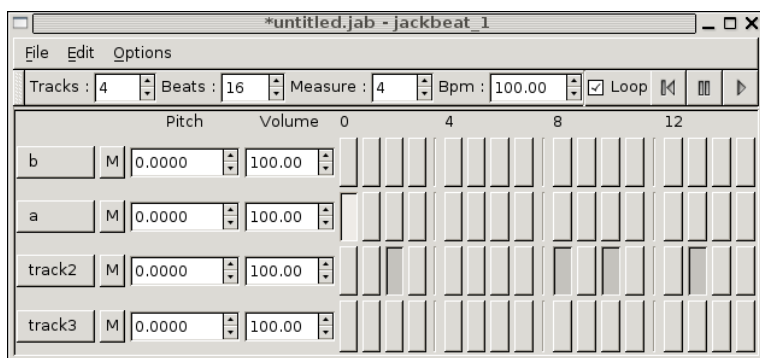 *untitled.jab - jackbeat_1
File Edit Options
Tracks : 4 Beats : 16 Measure : 4 Bpm : 100.00 Loop
Pitch Volume 0 4 8 12
b M 0.0000 100.00
a M 0.0000 100.00
track2 M 0.0000 100.00
track3 M 0.0000 100.00